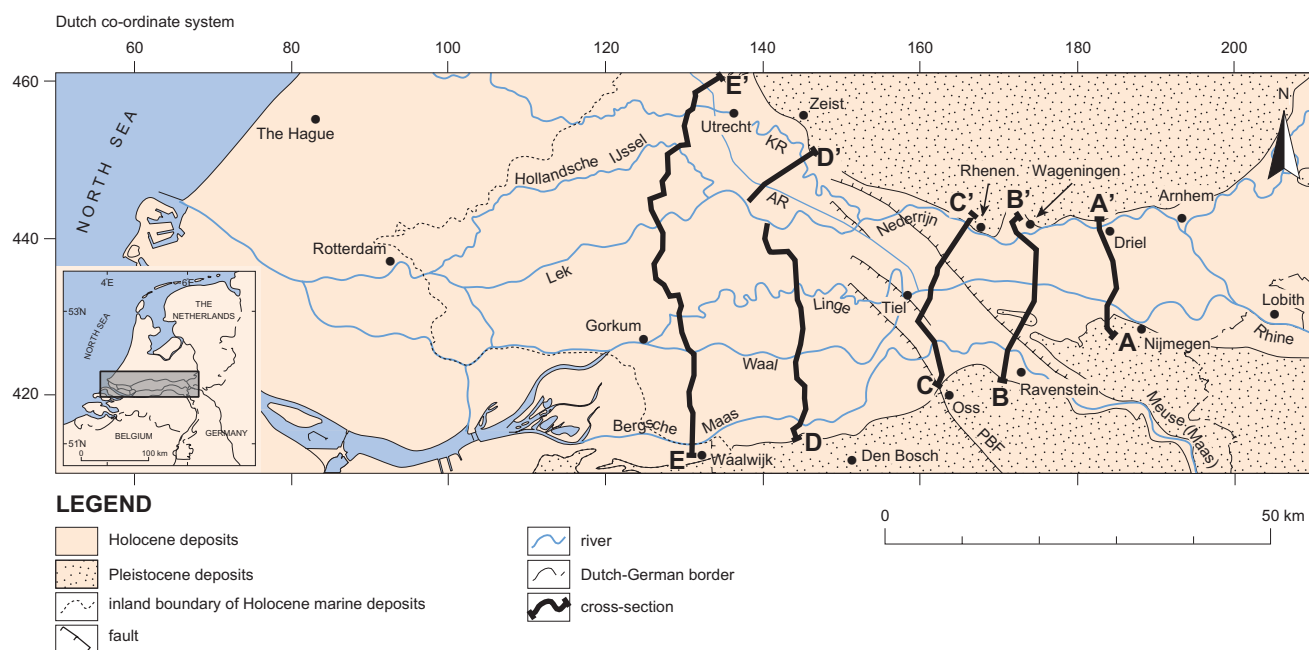 Dutch co-ordinate system
60 80 100 120 140 160 180 200
460
440
420
NORTH SEA
The Hague
Rotterdam
Gorkum
Utrecht
Zeist
Hollandsche IJssel
Lek
KR
AR
Nederrijn
Linge
Tiel
Waal
Bergsche Maas
Waalwijk
Den Bosch
Oss
PBF
Ravenstein
Meuse (Maas)
Nijmegen
Rhine
Lobith
Driel
Arnhem
Rhenen
Wageningen
N
E'
D'
C'
B'
A'
A
B
C
D
E
4°E 6°E
53N
51N
NORTH SEA
THE
NETHERLANDS
BELGIUM
GERMANY
0 100 km
LEGEND
Holocene deposits
Pleistocene deposits
inland boundary of Holocene marine deposits
fault
river
Dutch-German border
cross-section
0 50 km